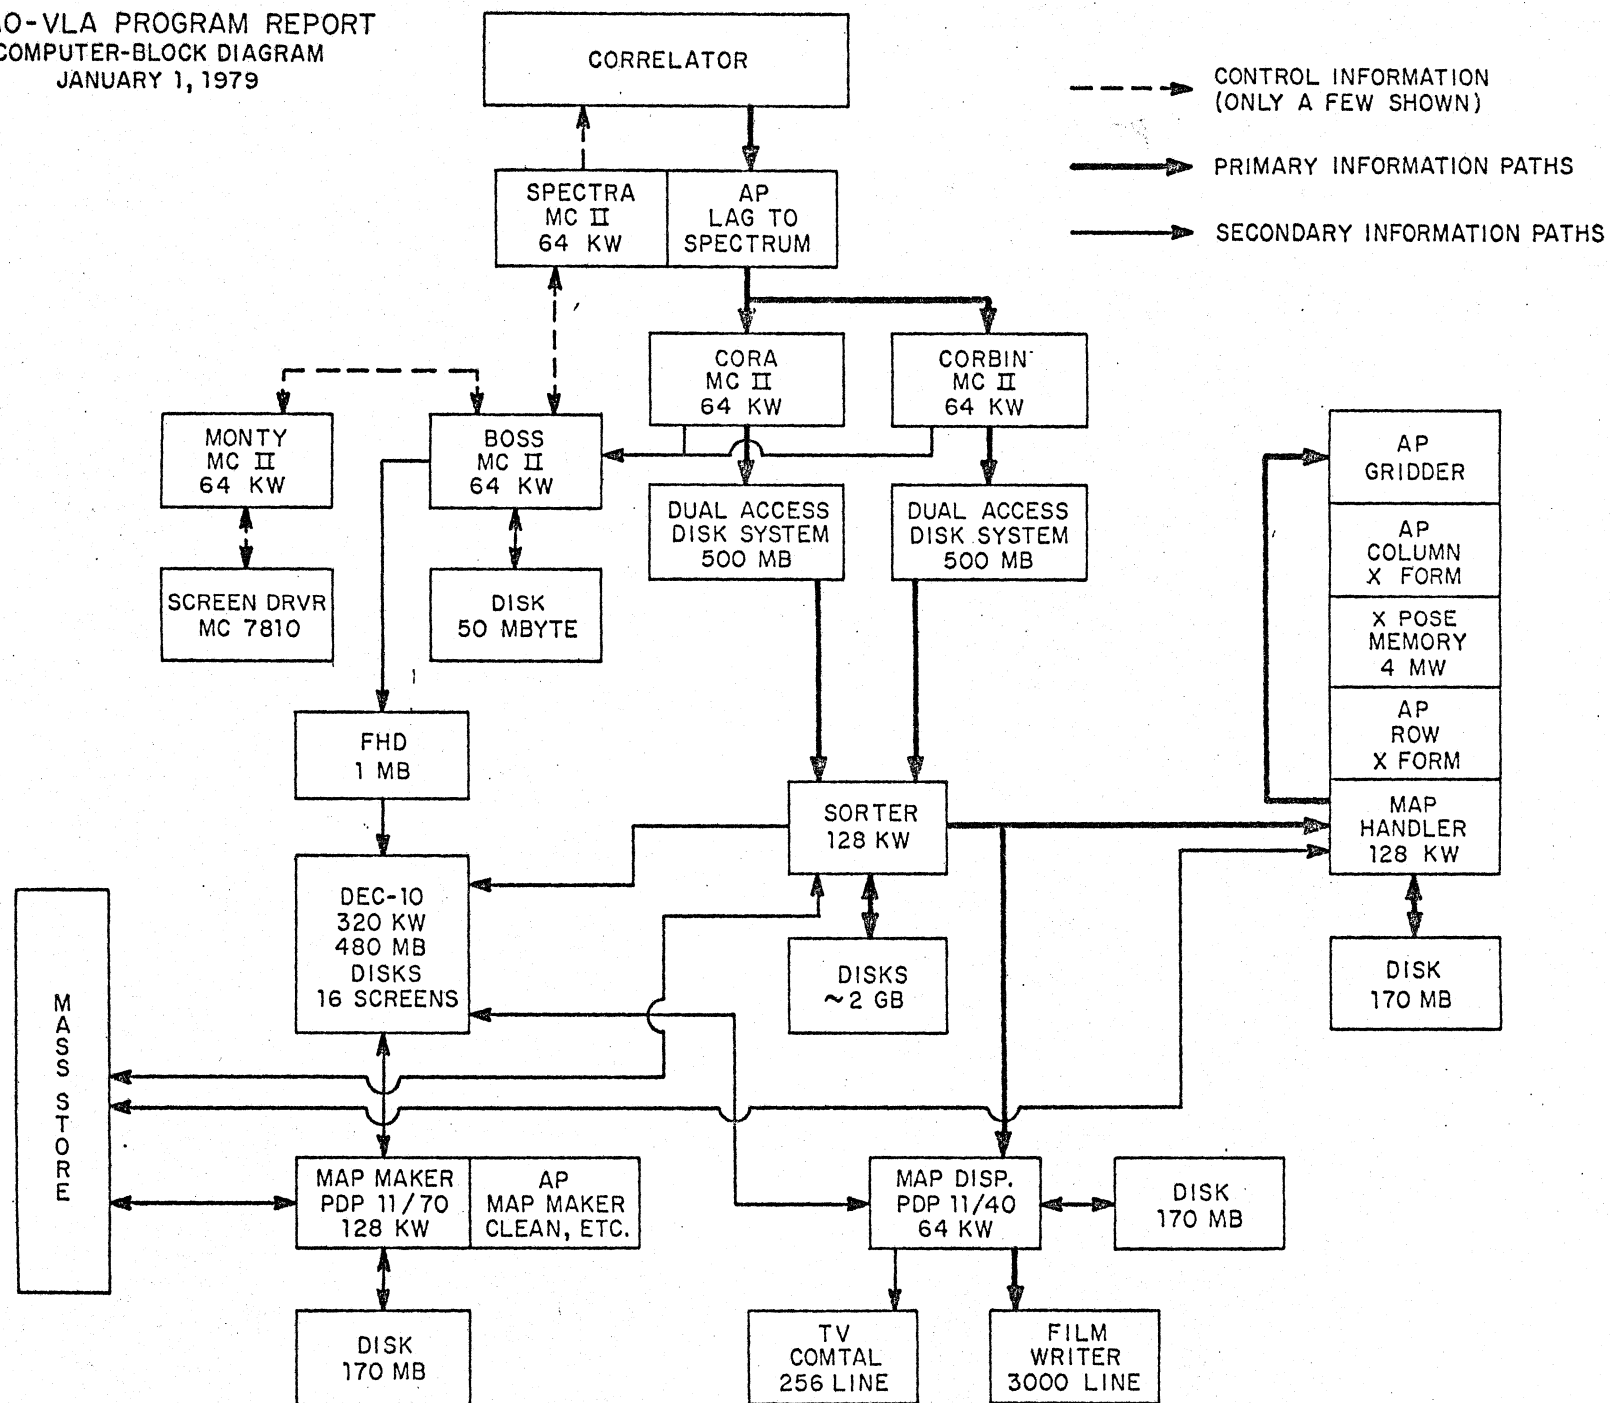 VLA PROGRAM REPORT
COMPUTER-BLOCK DIAGRAM
JANUARY 1, 1979
CORRELATOR
CONTROL INFORMATION
(ONLY A FEW SHOWN)
PRIMARY INFORMATION PATHS
SECONDARY INFORMATION PATHS
SPECTRA
MC II
64 KW
AP
LAG TO
SPECTRUM
CORA
MC II
64 KW
CORBIN
MC II
64 KW
MONTY
MC II
64 KW
BOSS
MC II
64 KW
DUAL ACCESS
DISK SYSTEM
500 MB
DUAL ACCESS
DISK SYSTEM
500 MB
AP
GRIDDER
AP
COLUMN
X FORM
X POSE
MEMORY
4 MW
AP
ROW
X FORM
MAP
HANDLER
128 KW
SCREEN DRVR
MC 7810
DISK
50 MBYTE
FHD
1 MB
SORTER
128 KW
DEC-10
320 KW
480 MB
DISKS
16 SCREENS
DISKS
~2 GB
DISK
170 MB
MASS STORE
MAP MAKER
PDP 11/70
128 KW
AP
MAP MAKER
CLEAN, ETC.
MAP DISP.
PDP 11/40
64 KW
DISK
170 MB
DISK
170 MB
TV
COMTAL
256 LINE
FILM
WRITER
3000 LINE